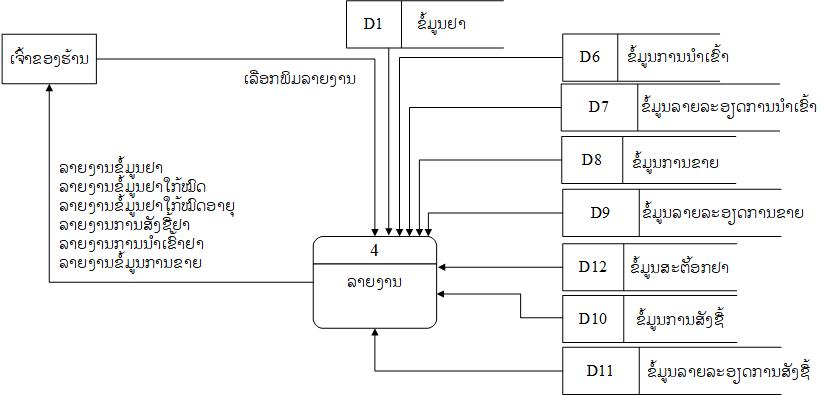 D1 ຂໍ້ມູນຢາ
ເຈົ້າຂອງຮ້ານ
ເລືອກພິມລາຍງານ
D6 ຂໍ້ມູນການນຳເຂົ້າ
D7 ຂໍ້ມູນລາຍລະອຽດການນຳເຂົ້າ
D8 ຂໍ້ມູນການຂາຍ
D9 ຂໍ້ມູນລາຍລະອຽດການຂາຍ
ລາຍງານຂໍ້ມູນຢາ
ລາຍງານຂໍ້ມູນຢາໃກ້ໝົດ
ລາຍງານຂໍ້ມູນຢາໃກ້ໝົດອາຍຸ
ລາຍງານການສັ່ງຊື້ຢາ
ລາຍງານການນຳເຂົ້າຢາ
ລາຍງານຂໍ້ມູນການຂາຍ
4
ລາຍງານ
D12 ຂໍ້ມູນສະຕັອກຢາ
D10 ຂໍ້ມູນການສັ່ງຊື້
D11 ຂໍ້ມູນລາຍລະອຽດການສັ່ງຊື້